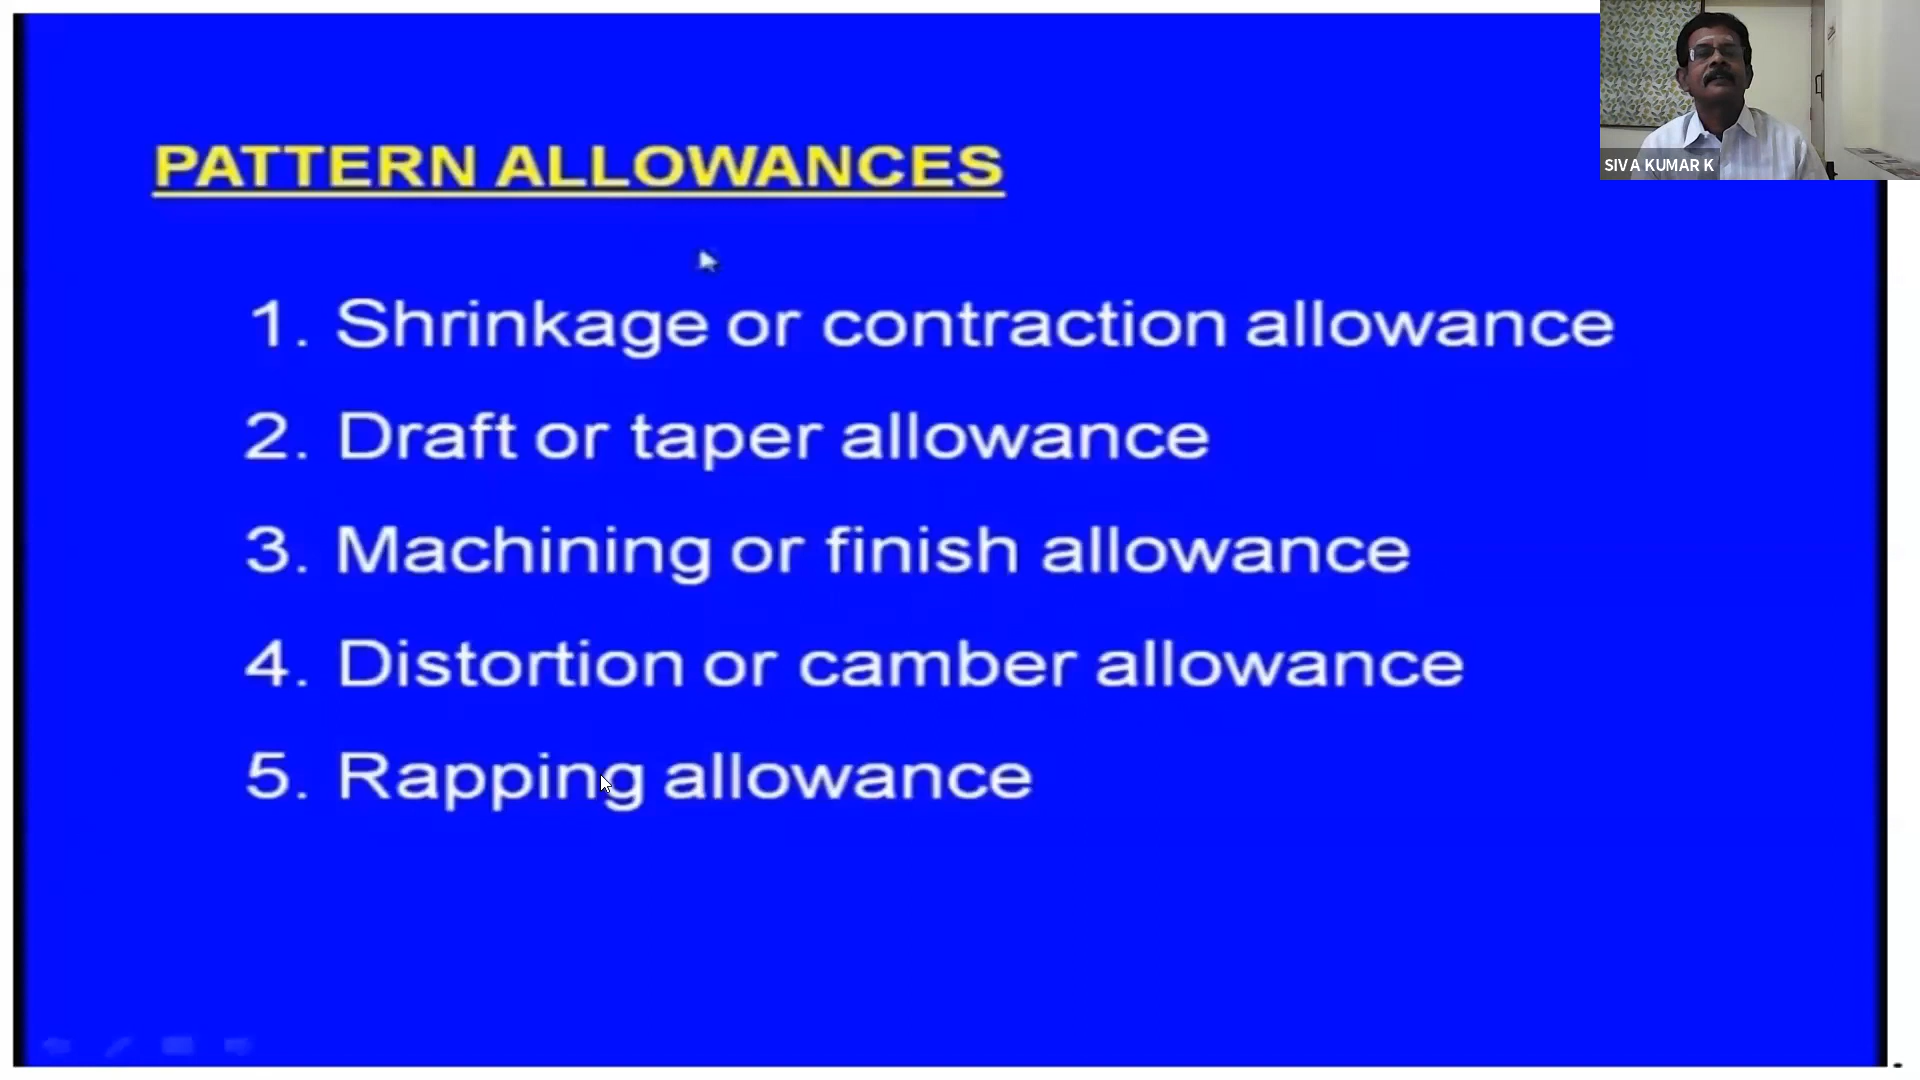 PATTERN ALLOWANCES
SIVA KUMAR K
1. Shrinkage or contraction allowance
2. Draft or taper allowance
3. Machining or finish allowance
4. Distortion or camber allowance
5. Rapping allowance